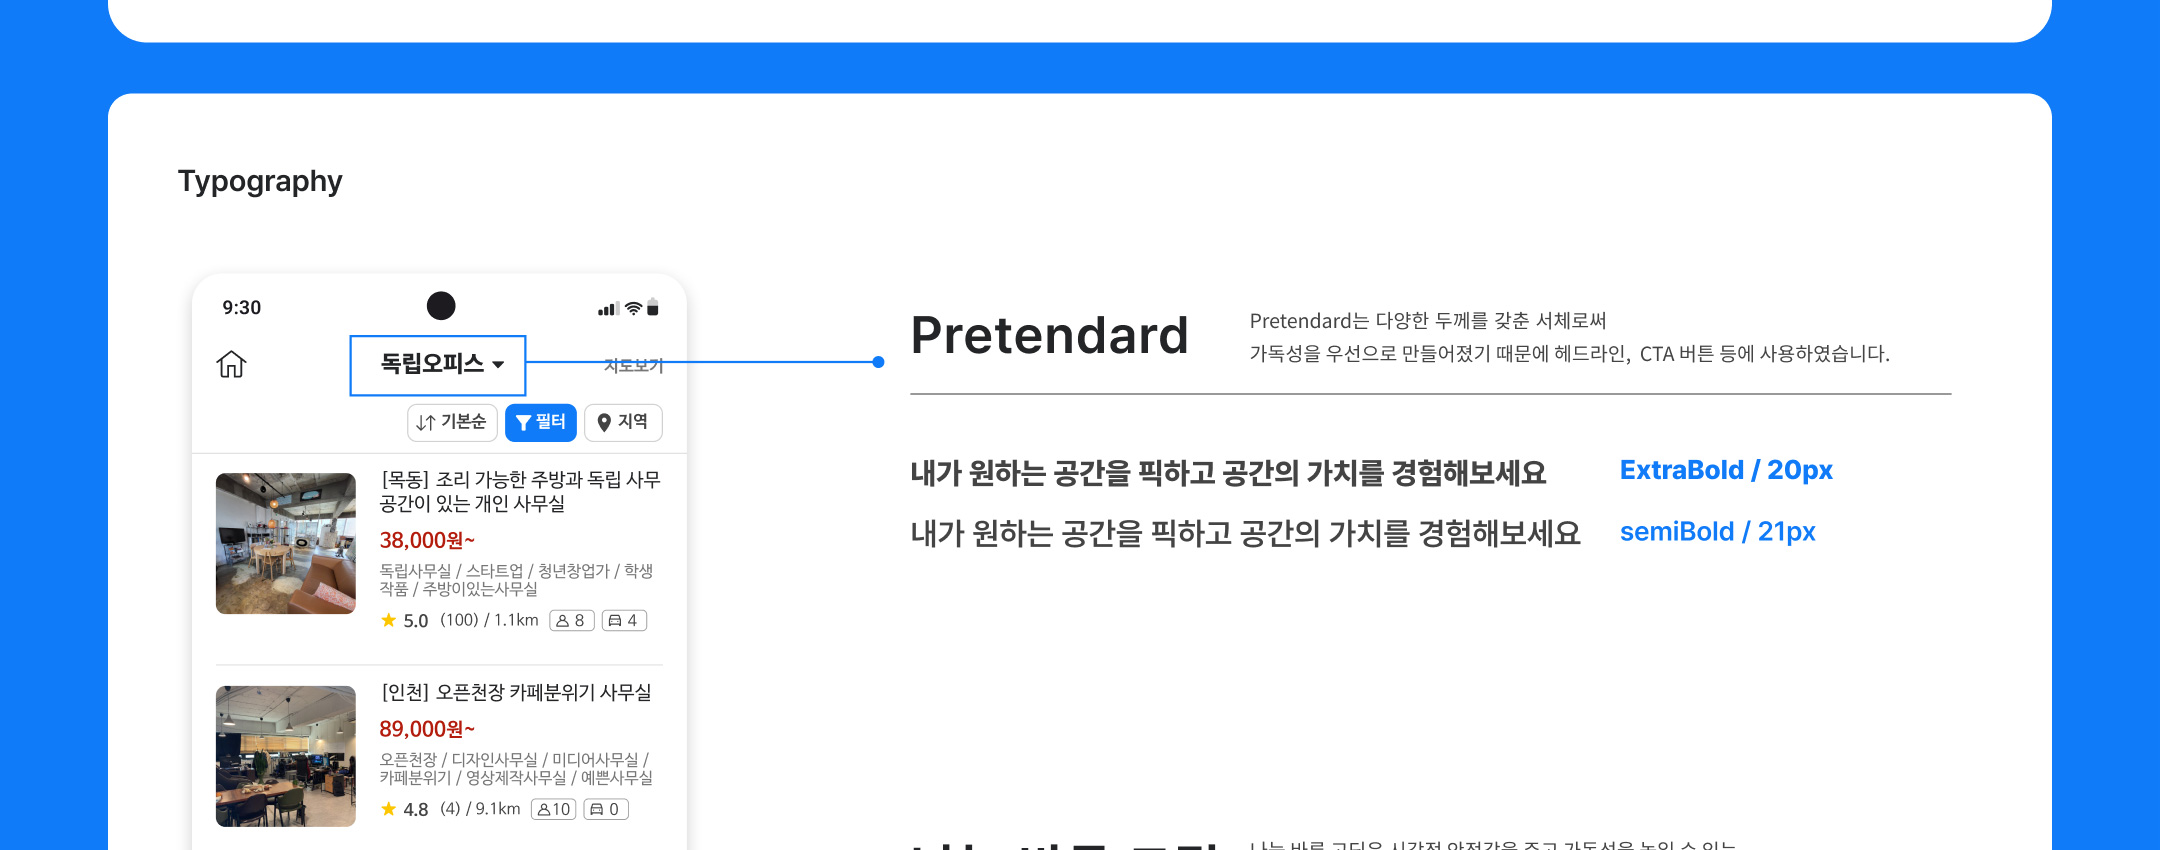 Typography
9:30
독립오피스
지도보기
기본순
필터
지역
[목동] 조리 가능한 주방과 독립 사무
공간이 있는 개인 사무실
38,000원~
독립사무실 / 스타트업 / 청년창업가 / 학생
작품 / 주방이있는사무실
5.0 (100) / 1.1km 8 4
[인천] 오픈천장 카페분위기 사무실
89,000원~
오픈천장 / 디자인사무실 / 미디어사무실 /
카페분위기 / 영상제작사무실 / 예쁜사무실
4.8 (4) / 9.1km 10 0
Pretendard
Pretendard는 다양한 두께를 갖춘 서체로써
가독성을 우선으로 만들어졌기 때문에 헤드라인, CTA 버튼 등에 사용하였습니다.
내가 원하는 공간을 픽하고 공간의 가치를 경험해보세요
ExtraBold / 20px
내가 원하는 공간을 픽하고 공간의 가치를 경험해보세요
semiBold / 21px